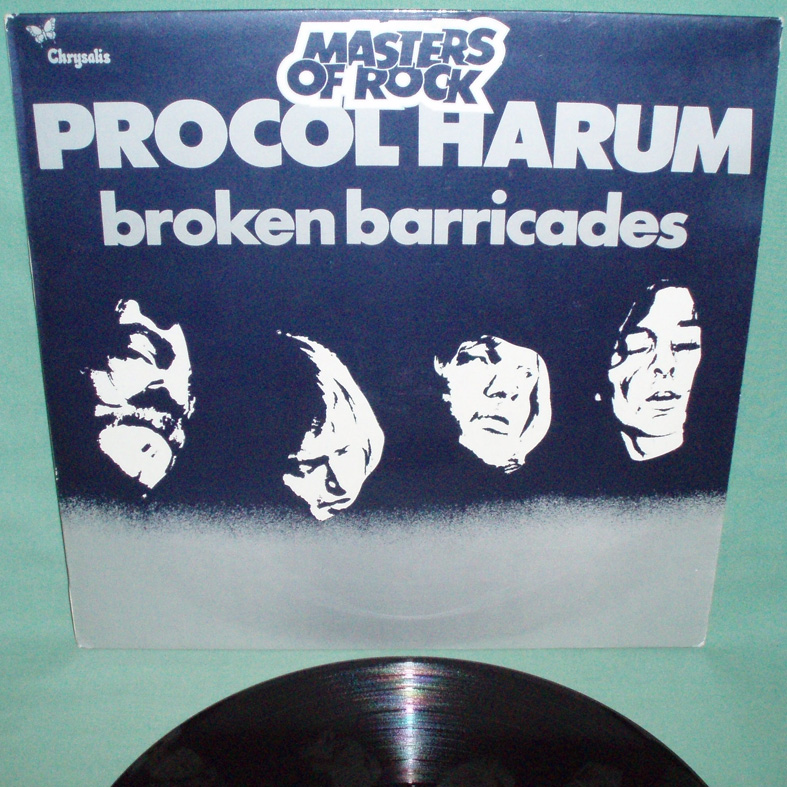 Chrysalis
MASTERS
OF ROCK
PROCOL HARUM
broken barricades